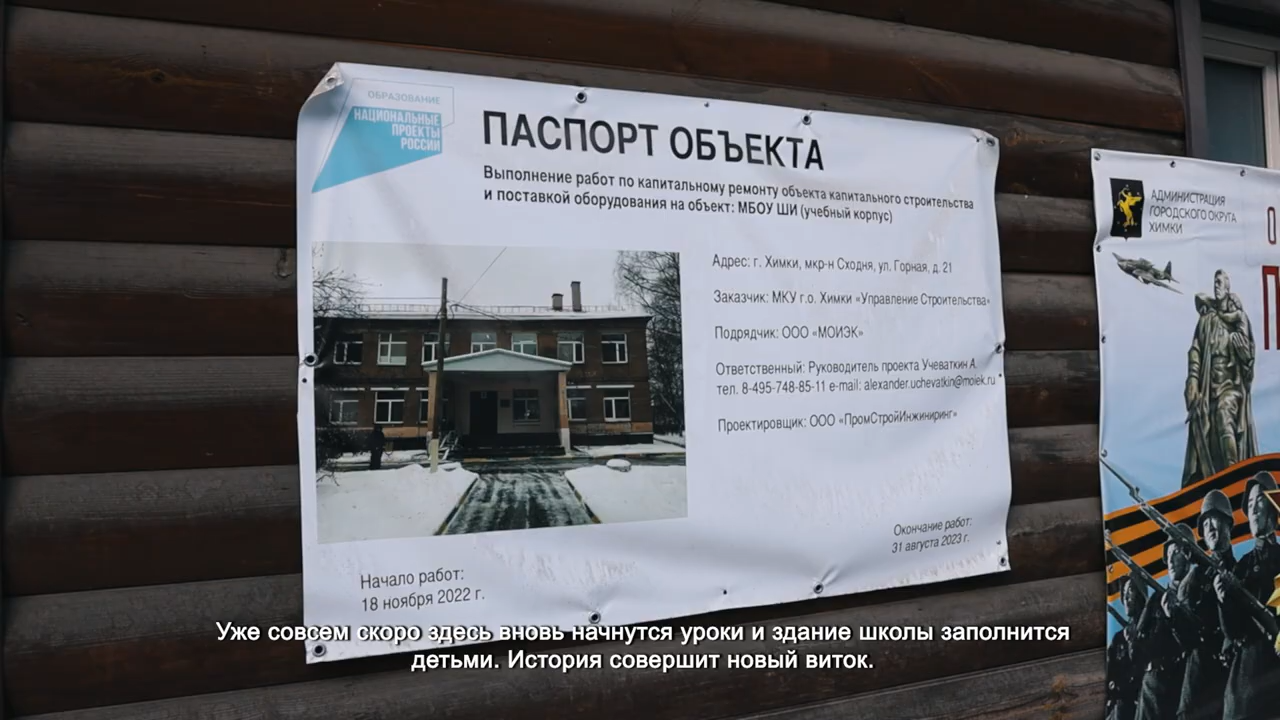 ОБРАЗОВАНИЕ
НАЦИОНАЛЬНЫЕ
ПРОЕКТЫ
РОССИИ
ПАСПОРТ ОБЪЕКТА
Выполнение работ по капитальному ремонту объекта капитального строительства
и поставкой оборудования на объект: МБОУ ШИ (учебный корпус)
Адрес: г. Химки, мкр-н Сходня, ул. Горная, д. 21
Заказчик: МКУ г.о. Химки «Управление Строительства»
Подрядчик: ООО «МОИЭК»
Ответственный: Руководитель проекта Учеваткин А.
тел. 8-495-748-85-11 e-mail: alexander.uchevatkin@moiek.ru
Проектировщик: ООО «ПромСтройИнжиниринг»
Начало работ:
18 ноября 2022 г.
Окончание работ:
31 августа 2023 г.
АДМИНИСТРАЦИЯ
ГОРОДСКОГО ОКРУГА
ХИМКИ
Уже совсем скоро здесь вновь начнутся уроки и здание школы заполнится
детьми. История совершит новый виток.